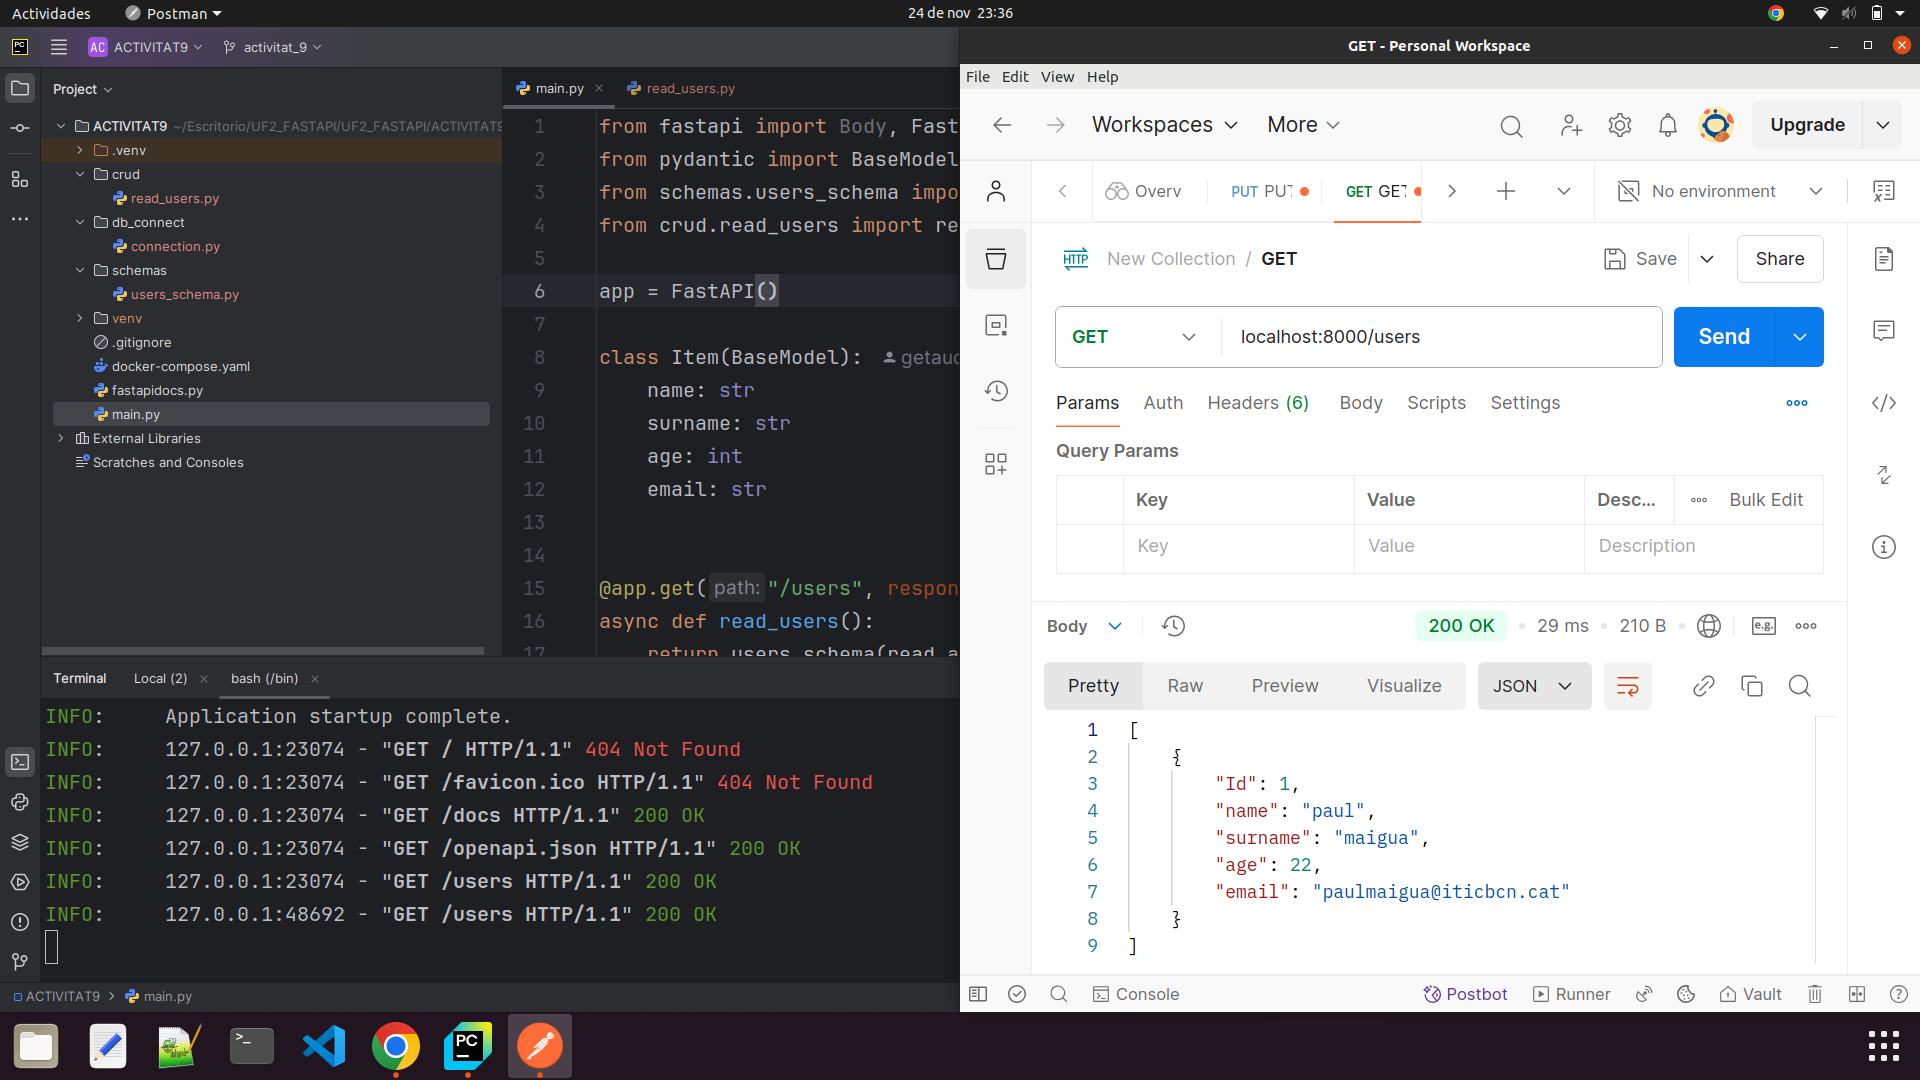 Actividades
Postman
24 de nov 23:36
PC
AC ACTIVITAT9
activitat_9
Project
ACTIVITAT9 ~/Escritorio/UF2_FASTAPI/UF2_FASTAPI/ACTIVITAT9
.venv
crud
read_users.py
db_connect
connection.py
schemas
users_schema.py
venv
.gitignore
docker-compose.yaml
fastapidocs.py
main.py
External Libraries
Scratches and Consoles
main.py
read_users.py
1 from fastapi import Body, Fast
2 from pydantic import BaseModel
3 from schemas.users_schema impo
4 from crud.read_users import re
5
6 app = FastAPI()
7
8 class Item(BaseModel): getaud
9 name: str
10 surname: str
11 age: int
12 email: str
13
14
15 @app.get(path: "/users", respon
16 async def read_users():
17 return users_schema(read_a
Terminal
Local (2)
bash (/bin)
INFO: Application startup complete.
INFO: 127.0.0.1:23074 - "GET / HTTP/1.1" 404 Not Found
INFO: 127.0.0.1:23074 - "GET /favicon.ico HTTP/1.1" 404 Not Found
INFO: 127.0.0.1:23074 - "GET /docs HTTP/1.1" 200 OK
INFO: 127.0.0.1:23074 - "GET /openapi.json HTTP/1.1" 200 OK
INFO: 127.0.0.1:23074 - "GET /users HTTP/1.1" 200 OK
INFO: 127.0.0.1:48692 - "GET /users HTTP/1.1" 200 OK
ACTIVITAT9
main.py
GET - Personal Workspace
File Edit View Help
Workspaces
More
Upgrade
Overv
PUT PUT
GET GET
No environment
HTTP New Collection / GET
Save
Share
GET
localhost:8000/users
Send
Params
Auth
Headers (6)
Body
Scripts
Settings
Query Params
Key
Value
Desc...
Bulk Edit
Key
Value
Description
Body
200 OK
29 ms
210 B
e.g.
Pretty
Raw
Preview
Visualize
JSON
1 [
2 {
3 "Id": 1,
4 "name": "paul",
5 "surname": "maigua",
6 "age": 22,
7 "email": "paulmaigua@iticbcn.cat"
8 }
9 ]
Console
Postbot
Runner
Vault
PC